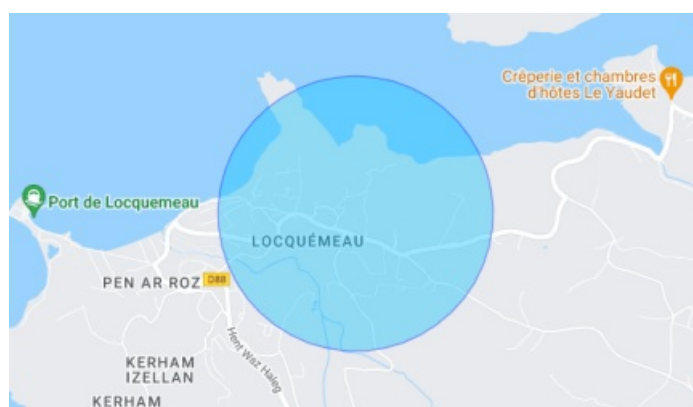 Crêperie et chambres
d'hôtes Le Yaudet
Port de Locquemeau
LOCQUÉMEAU
PEN AR ROZ
D88
Hent Waz Haleg
KERHAM
IZELLAN
KERHAM